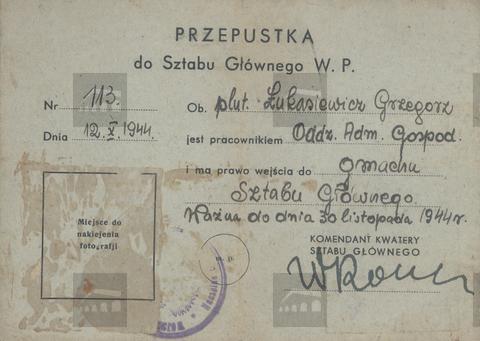 PRZEPUSTKA
do Sztabu Głównego W. P.
Nr 113.
Ob. plut. Łukasiewicz Grzegorz
Dnia 12.X.1944.
jest pracownikiem Oddz. Adm. Gospod.
i ma prawo wejścia do gmachu
Sztabu Głównego.
Ważna do dnia 30 listopada 1944 r.
Miejsce do
naklejenia
fotografji
m. p.
KOMENDANT KWATERY
SZTABU GŁÓWNEGO